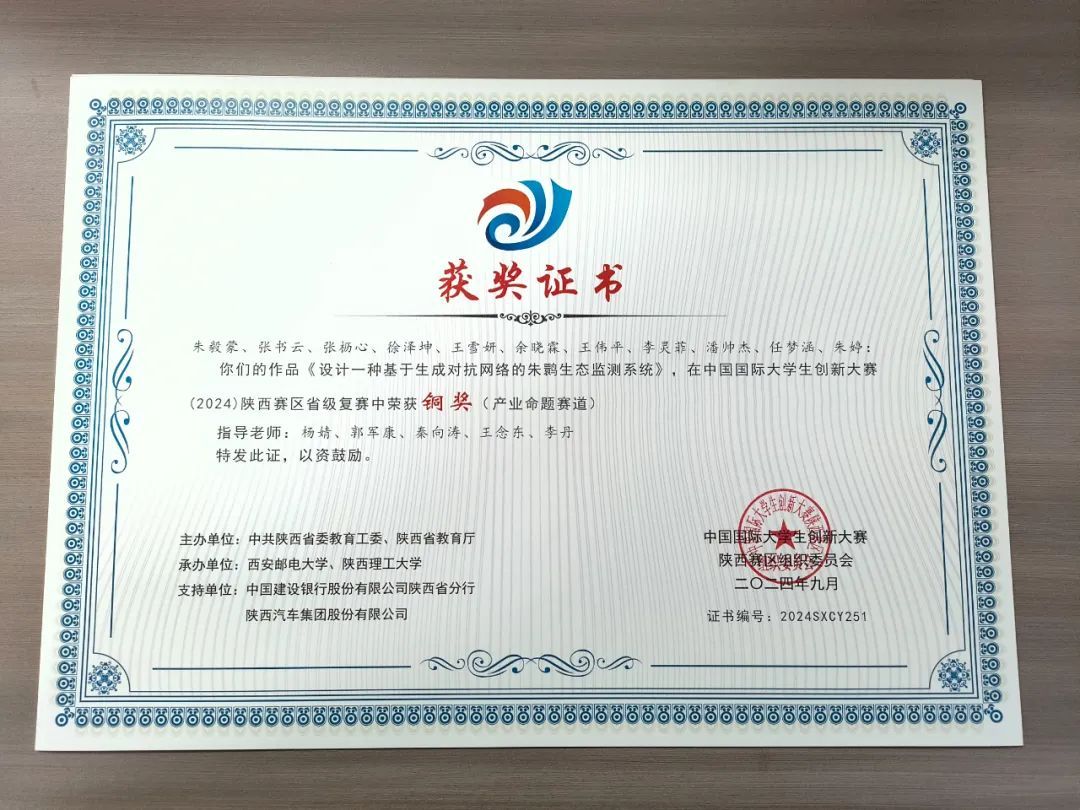 获奖证书
朱毅蒙、张书云、张枥心、徐泽坤、王雪妍、余晓霖、王伟平、李灵菲、潘帅杰、任梦涵、朱婷:
你们的作品《设计一种基于生成对抗网络的朱鹮生态监测系统》，在中国国际大学生创新大赛
(2024)陕西赛区省级复赛中荣获铜奖（产业命题赛道）
指导老师：杨婧、郭军康、秦向涛、王念东、李丹
特发此证，以资鼓励。
主办单位：中共陕西省委教育工委、陕西省教育厅
承办单位：西安邮电大学、陕西理工大学
支持单位：中国建设银行股份有限公司陕西省分行
陕西汽车集团股份有限公司
中国国际大学生创新大赛
陕西赛区组织委员会
二〇二四年九月
证书编号：2024SXCY251